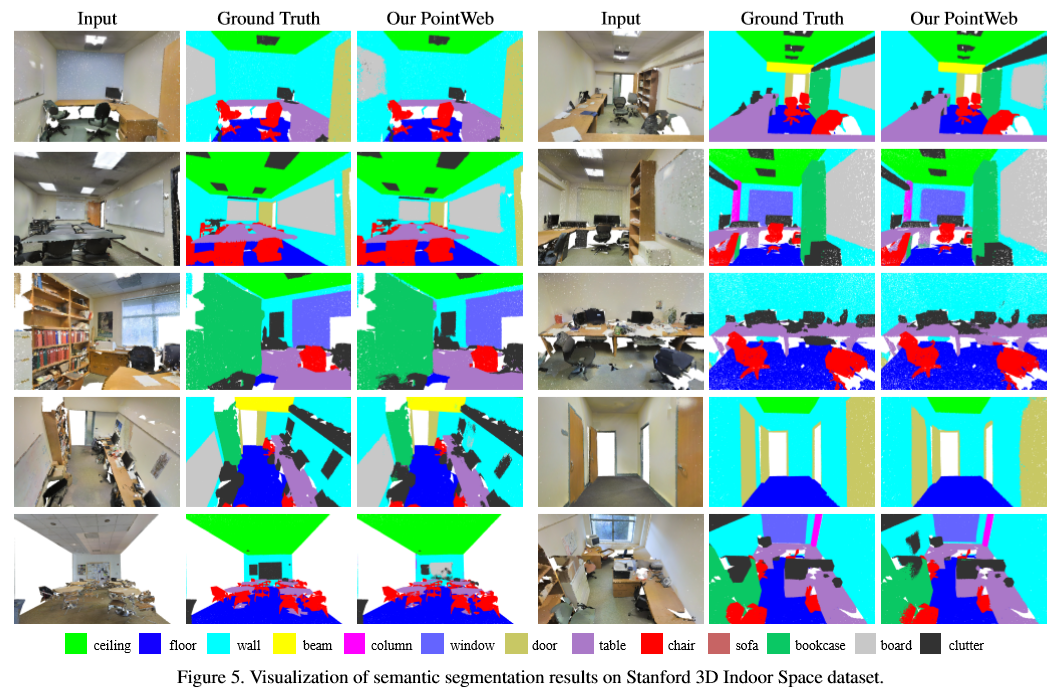 Input Ground Truth Our PointWeb Input Ground Truth Our PointWeb
ceiling floor wall beam column window door table chair sofa bookcase board clutter
Figure 5. Visualization of semantic segmentation results on Stanford 3D Indoor Space dataset.